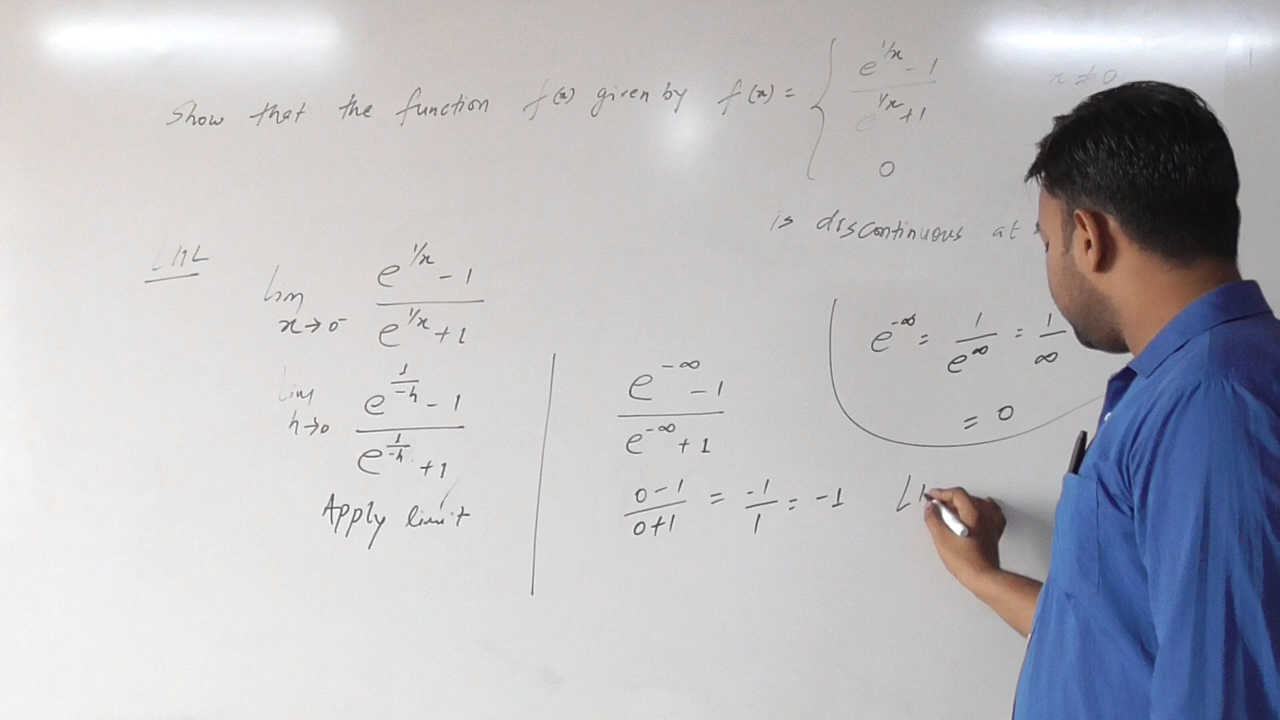 Show that the function f(x) given by f(x) = { e^{1/x} - 1 / e^{1/x} + 1 x ≠ 0
0
is discontinuous at
LHL
lim x→0⁻ e^{1/x} - 1 / e^{1/x} + 1
lim h→0 e^{1/-h} - 1 / e^{1/-h} + 1
Apply limit
e^{-∞} - 1 / e^{-∞} + 1
0-1 / 0+1 = -1 / 1 = -1 LH
e^{-∞} = 1 / e^{∞} = 1 / ∞
= 0